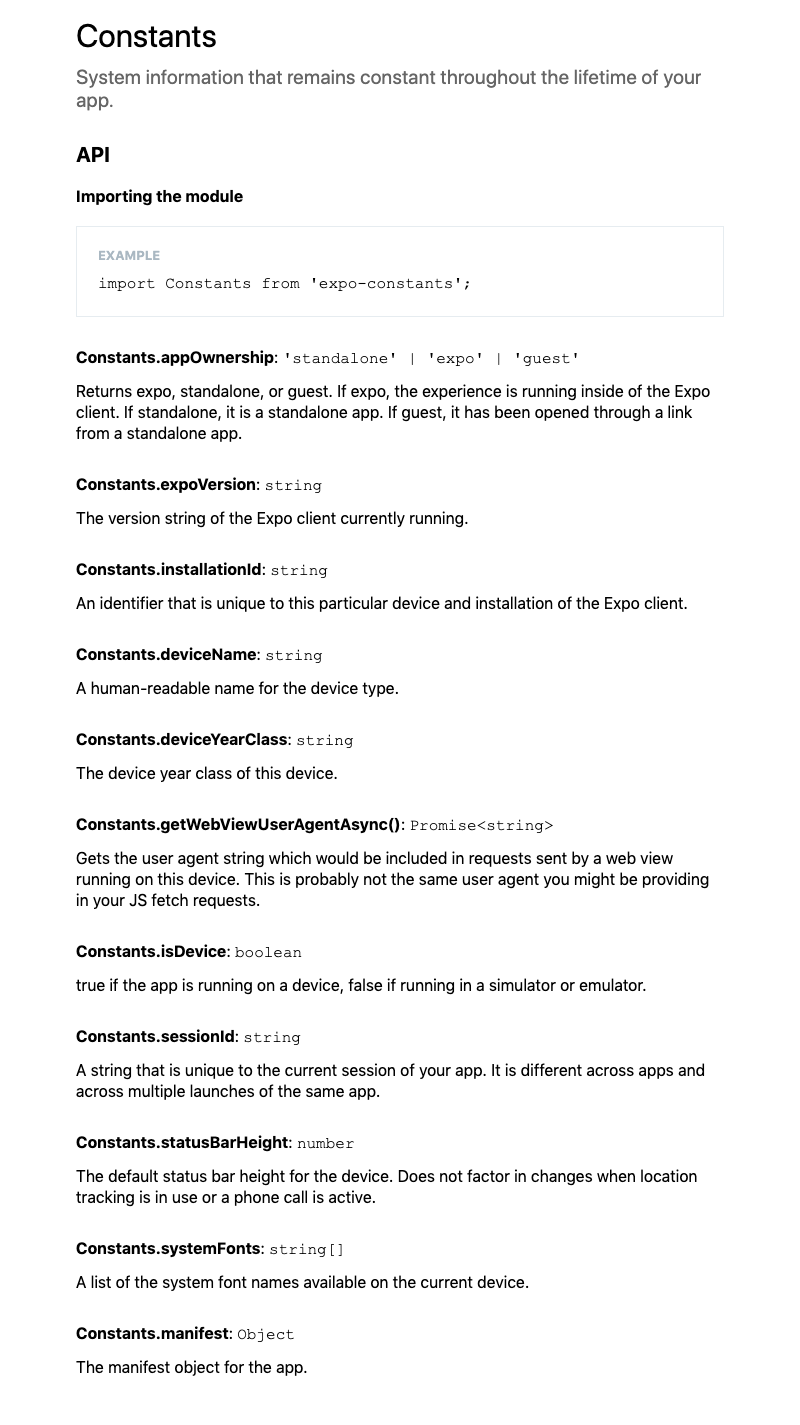 Constants
System information that remains constant throughout the lifetime of your
app.
API
Importing the module
EXAMPLE
import Constants from 'expo-constants';
Constants.appOwnership: 'standalone' | 'expo' | 'guest'
Returns expo, standalone, or guest. If expo, the experience is running inside of the Expo
client. If standalone, it is a standalone app. If guest, it has been opened through a link
from a standalone app.
Constants.expoVersion: string
The version string of the Expo client currently running.
Constants.installationId: string
An identifier that is unique to this particular device and installation of the Expo client.
Constants.deviceName: string
A human-readable name for the device type.
Constants.deviceYearClass: string
The device year class of this device.
Constants.getWebViewUserAgentAsync(): Promise<string>
Gets the user agent string which would be included in requests sent by a web view
running on this device. This is probably not the same user agent you might be providing
in your JS fetch requests.
Constants.isDevice: boolean
true if the app is running on a device, false if running in a simulator or emulator.
Constants.sessionId: string
A string that is unique to the current session of your app. It is different across apps and
across multiple launches of the same app.
Constants.statusBarHeight: number
The default status bar height for the device. Does not factor in changes when location
tracking is in use or a phone call is active.
Constants.systemFonts: string[]
A list of the system font names available on the current device.
Constants.manifest: Object
The manifest object for the app.